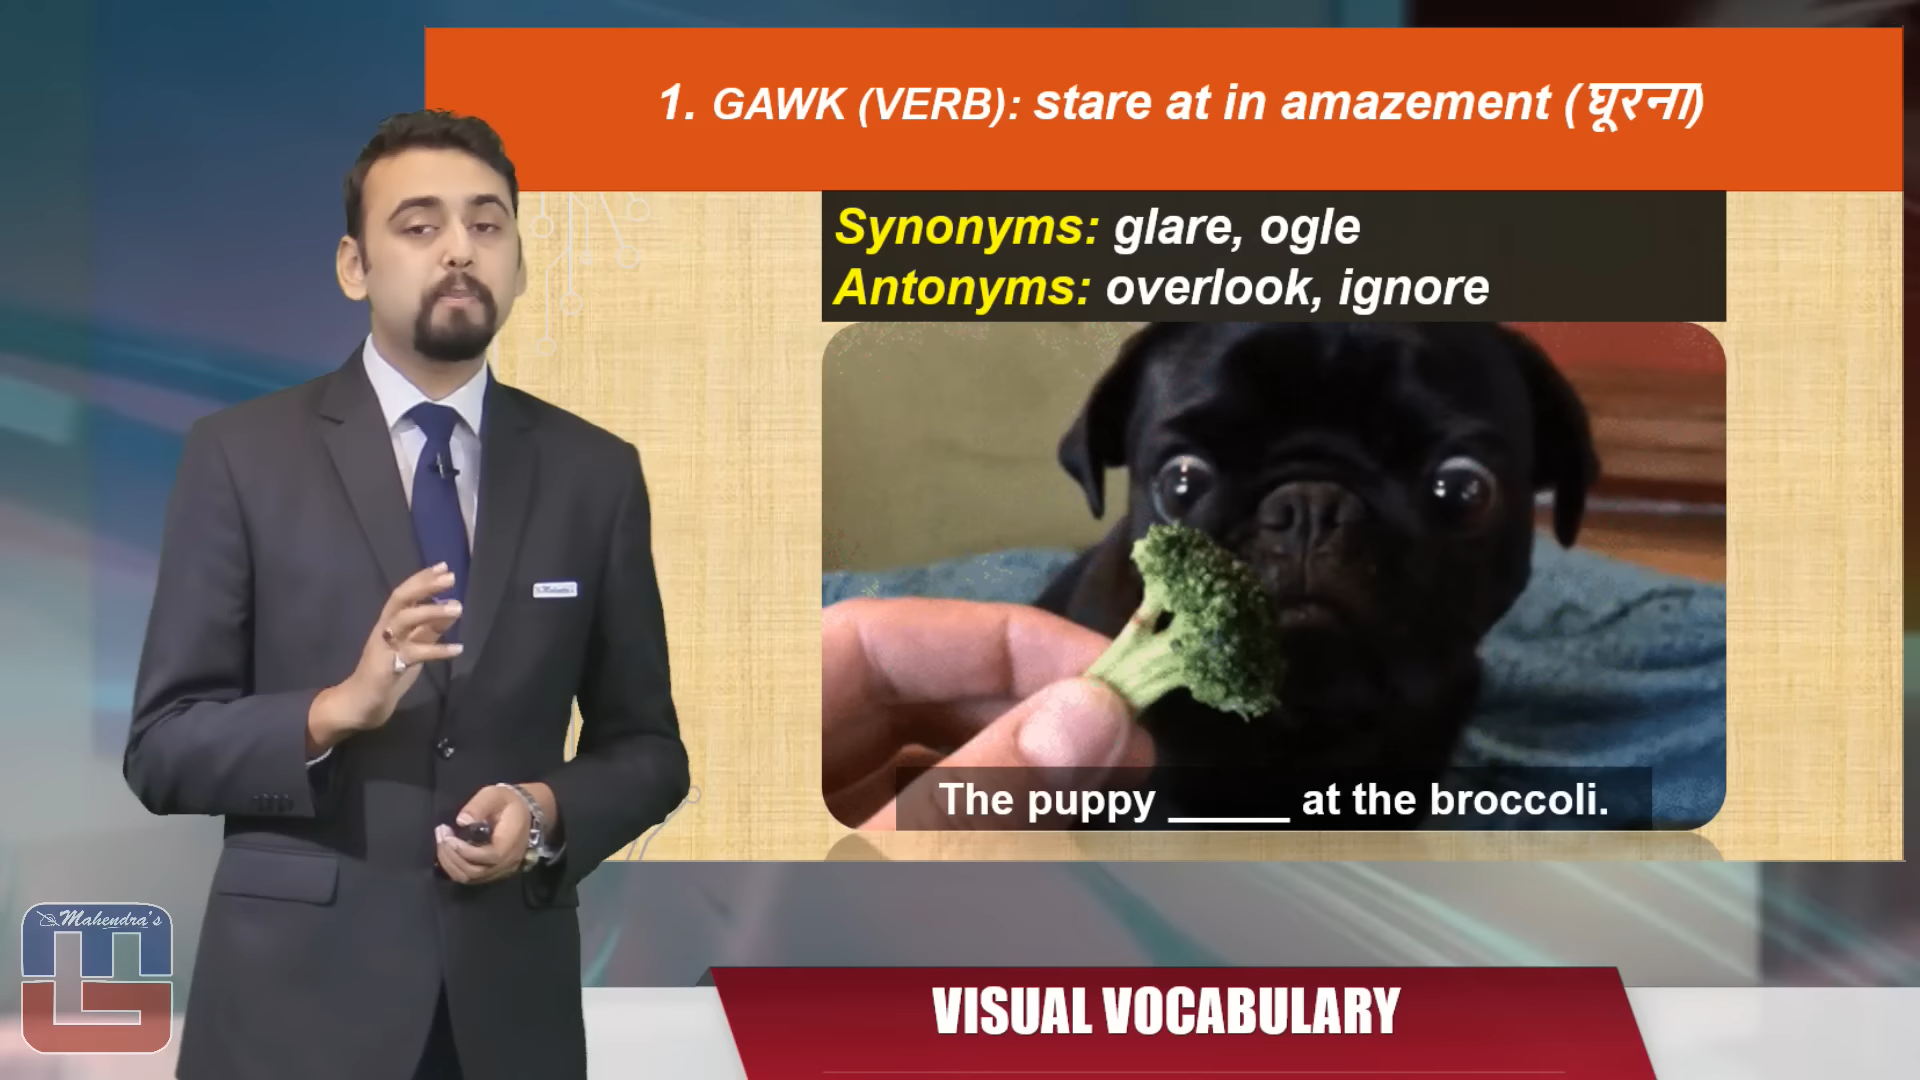 1. GAWK (VERB): stare at in amazement (घूरना)
Synonyms: glare, ogle
Antonyms: overlook, ignore
The puppy _____ at the broccoli.
Mahendra's
Mahendra's
VISUAL VOCABULARY